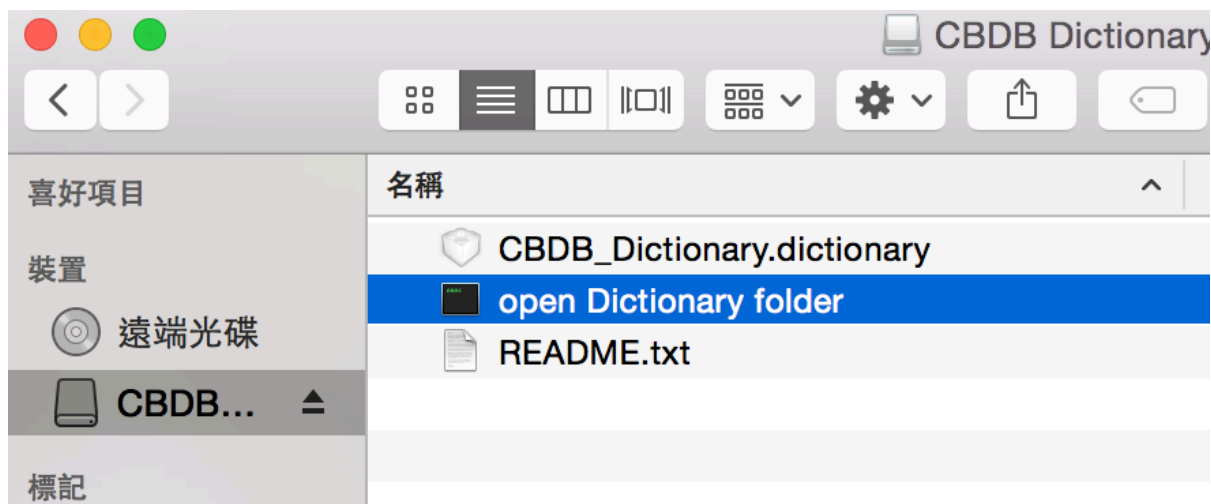 CBDB Dictionary
喜好項目
名稱
裝置
CBDB_Dictionary.dictionary
open Dictionary folder
遠端光碟
README.txt
CBDB...
標記